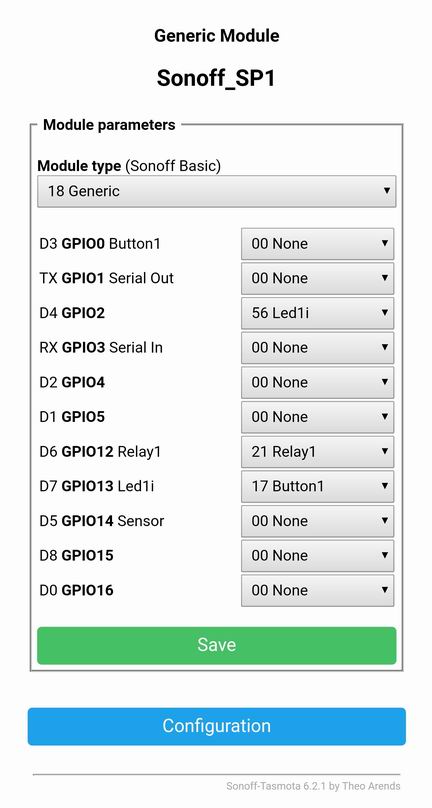 Generic Module
Sonoff_SP1
Module parameters
Module type (Sonoff Basic)
18 Generic
D3 GPIO0 Button1 00 None
TX GPIO1 Serial Out 00 None
D4 GPIO2 56 Led1i
RX GPIO3 Serial In 00 None
D2 GPIO4 00 None
D1 GPIO5 00 None
D6 GPIO12 Relay1 21 Relay1
D7 GPIO13 Led1i 17 Button1
D5 GPIO14 Sensor 00 None
D8 GPIO15 00 None
D0 GPIO16 00 None
Save
Configuration
Sonoff-Tasmota 6.2.1 by Theo Arends